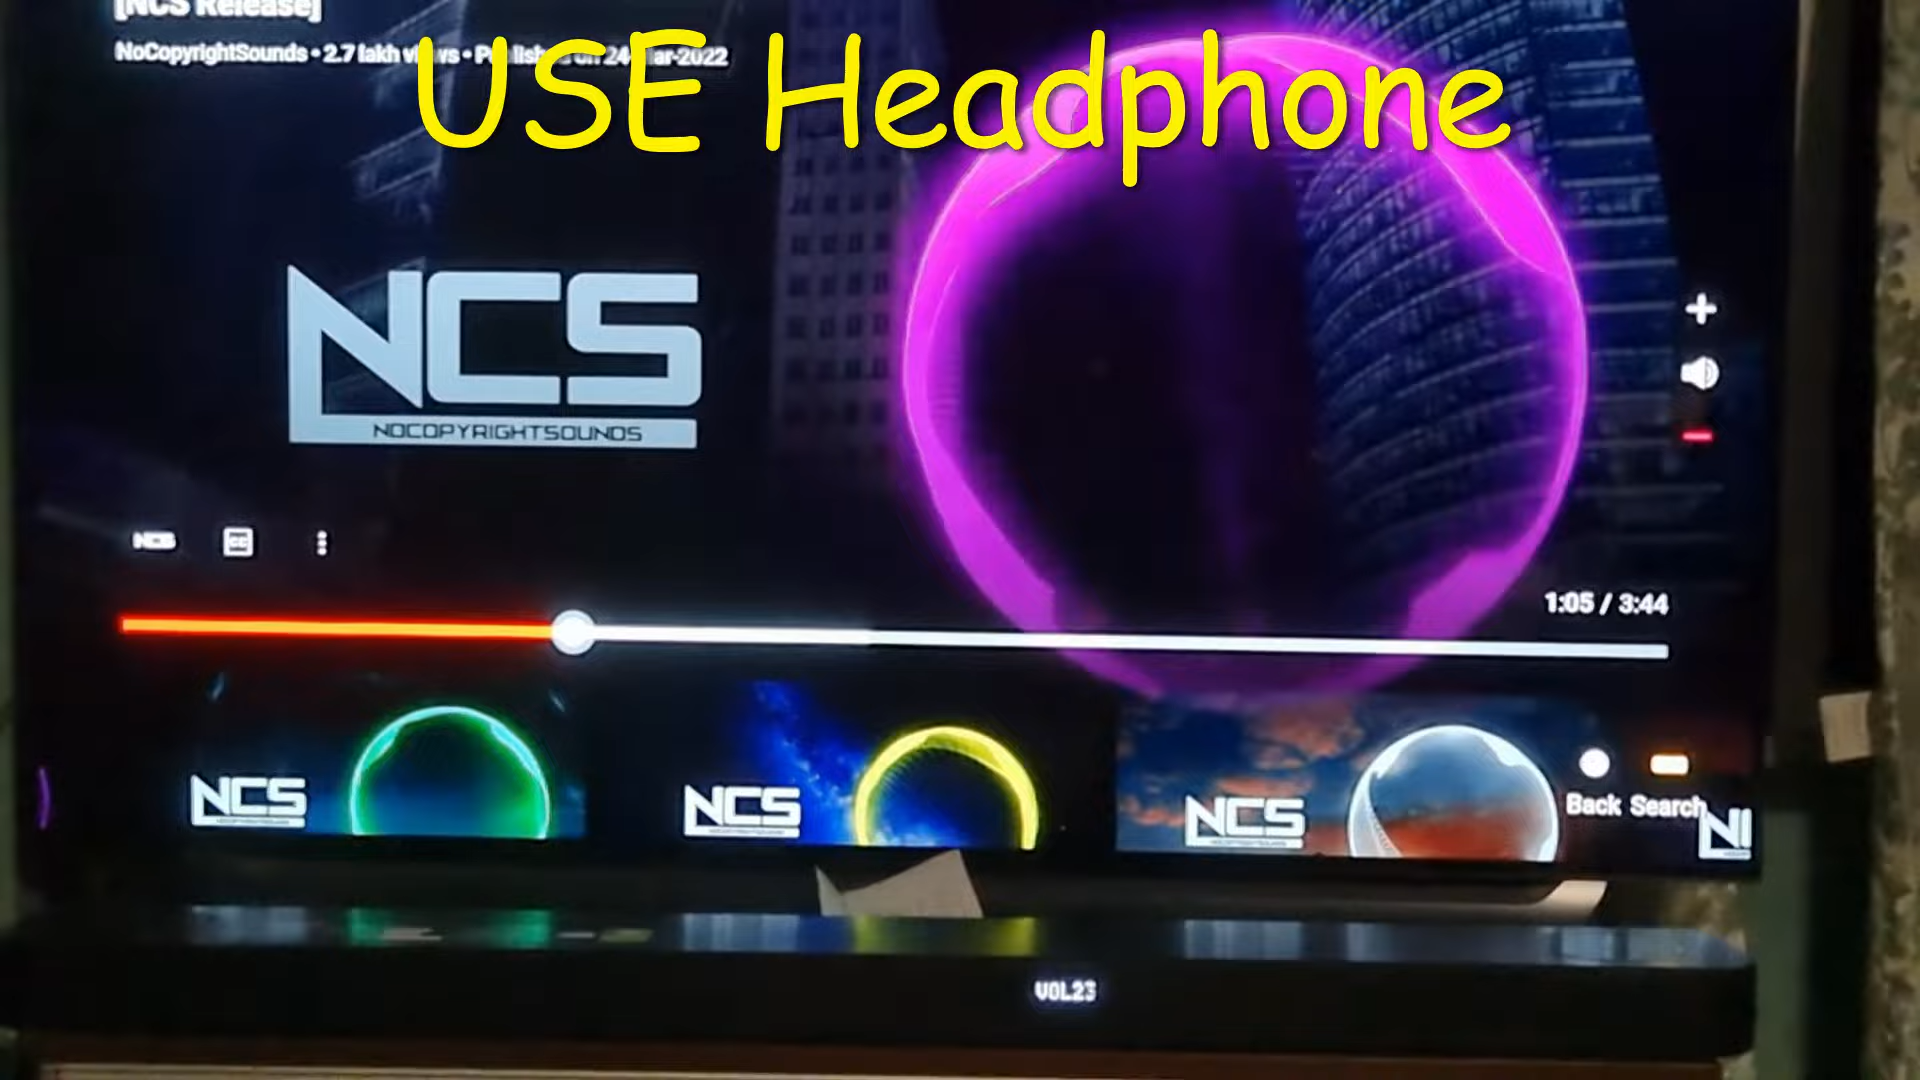 [NCS Release]
NoCopyrightSounds • 2.7 lakh views • Published on 24-Mar-2022
USE Headphone
NCS
NOCOPYRIGHTSOUNDS
NCS CC
1:05 / 3:44
NCS NCS NCS
Back Search
VOL23